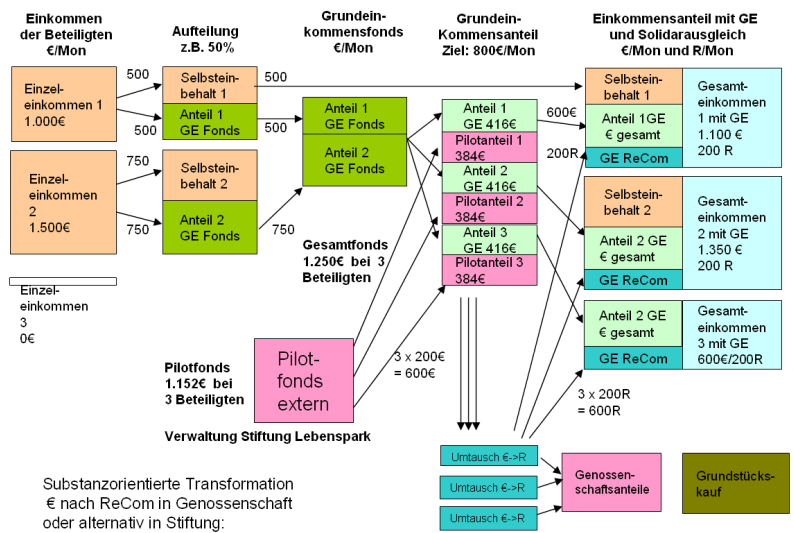 Einkommen
der Beteiligten
€/Mon
Aufteilung
z.B. 50%
Grundein-
kommensfonds
€/Mon
Grundein-
Kommensanteil
Ziel: 800€/Mon
Einkommensanteil mit GE
und Solidarausgleich
€/Mon und R/Mon
Einzel-
einkommen 1
1.000€
500
500
Selbstein-
behalt 1
Anteil 1
GE Fonds
500
500
Anteil 1
GE Fonds
Anteil 2
GE Fonds
Anteil 1
GE 416€
Pilotanteil 1
384€
Anteil 2
GE 416€
Pilotanteil 2
384€
Anteil 3
GE 416€
Pilotanteil 3
384€
600€
200R
Selbstein-
behalt 1
Anteil 1GE
€ gesamt
GE ReCom
Gesamt-
einkommen
1 mit GE
1.100 €
200 R
Einzel-
einkommen
2
1.500€
750
750
Selbstein-
behalt 2
Anteil 2
GE Fonds
750
Gesamtfonds
1.250€ bei 3
Beteiligten
Selbstein-
behalt 2
Anteil 2 GE
€ gesamt
GE ReCom
Gesamt-
einkommen
2 mit GE
1.350 €
200 R
Einzel-
einkommen
3
0€
Anteil 2 GE
€ gesamt
GE ReCom
Gesamt-
einkommen
3 mit GE
600€/200R
Pilotfonds
1.152€ bei
3 Beteiligten
Pilot-
fonds
extern
3 x 200€
= 600€
3 x 200R
= 600R
Verwaltung Stiftung Lebenspark
Umtausch €->R
Umtausch €->R
Umtausch €->R
Genossen-
schaftsanteile
Grundstücks-
kauf
Substanzorientierte Transformation
€ nach ReCom in Genossenschaft
oder alternativ in Stiftung: